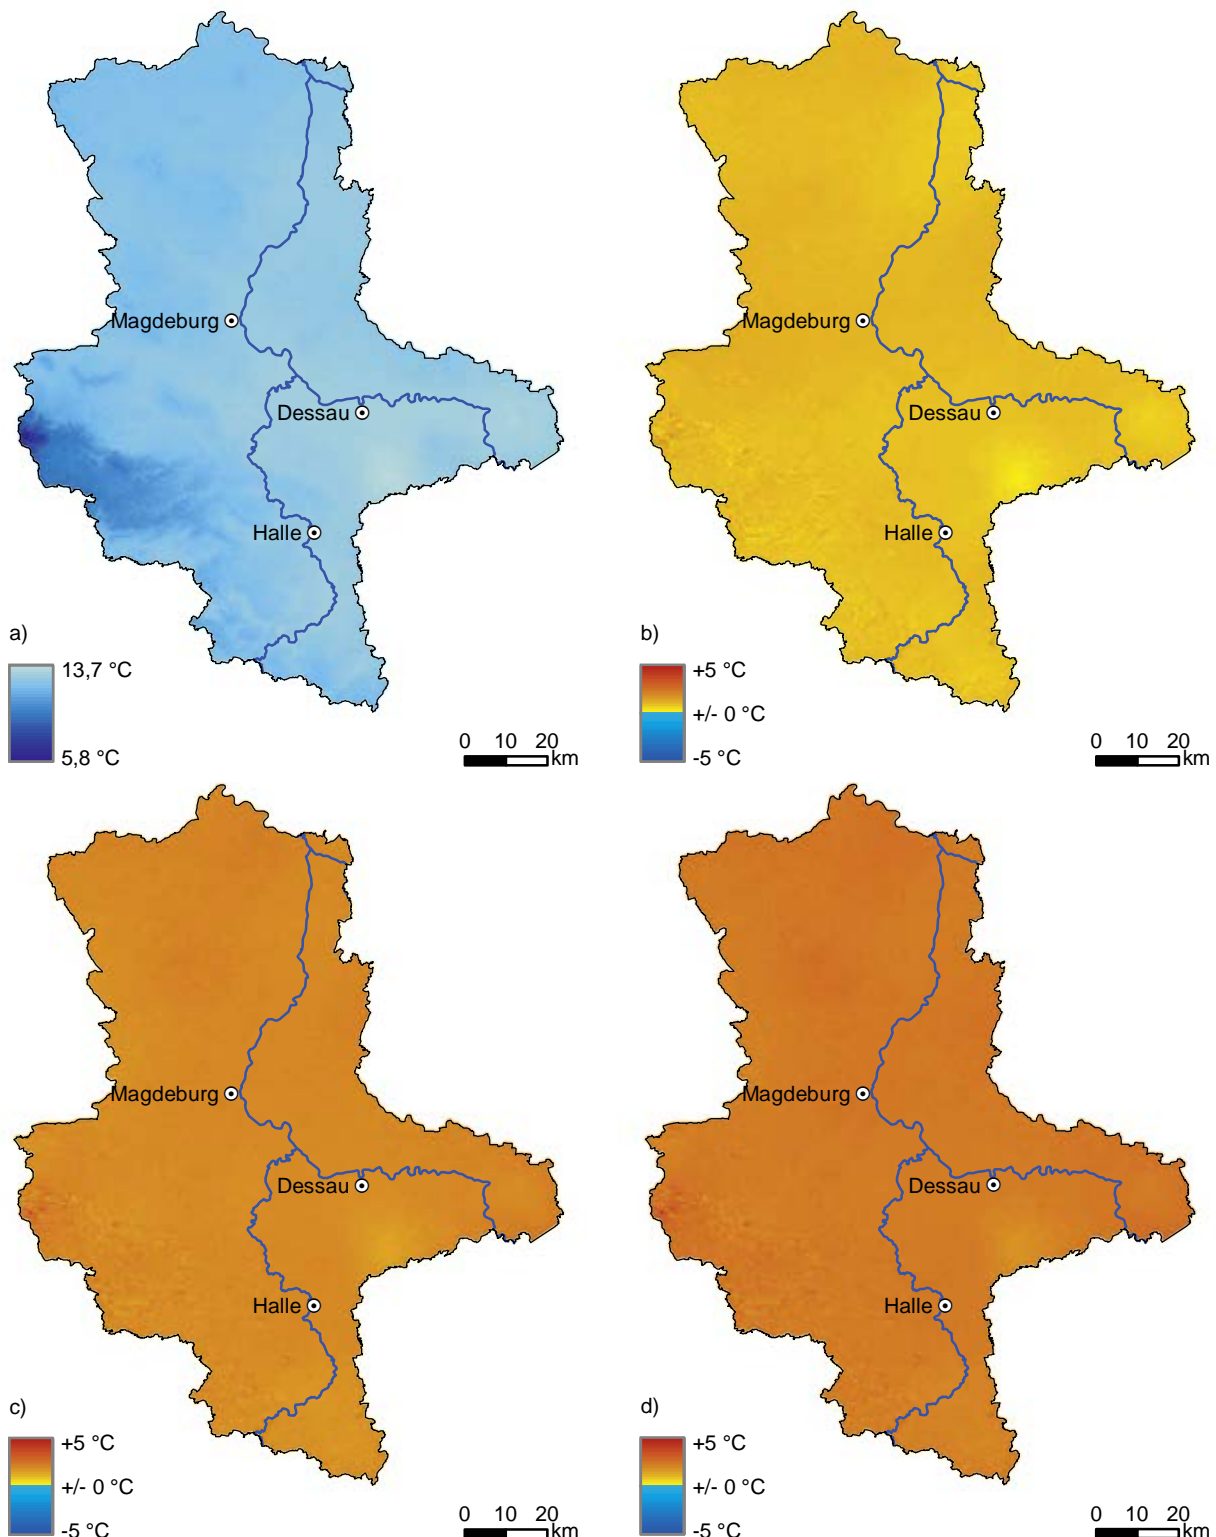 Magdeburg
Dessau
Halle
a)
13,7 °C
5,8 °C
0 10 20
km
Magdeburg
Dessau
Halle
b)
+5 °C
+/- 0 °C
-5 °C
0 10 20
km
Magdeburg
Dessau
Halle
c)
+5 °C
+/- 0 °C
-5 °C
0 10 20
km
Magdeburg
Dessau
Halle
d)
+5 °C
+/- 0 °C
-5 °C
0 10 20
km